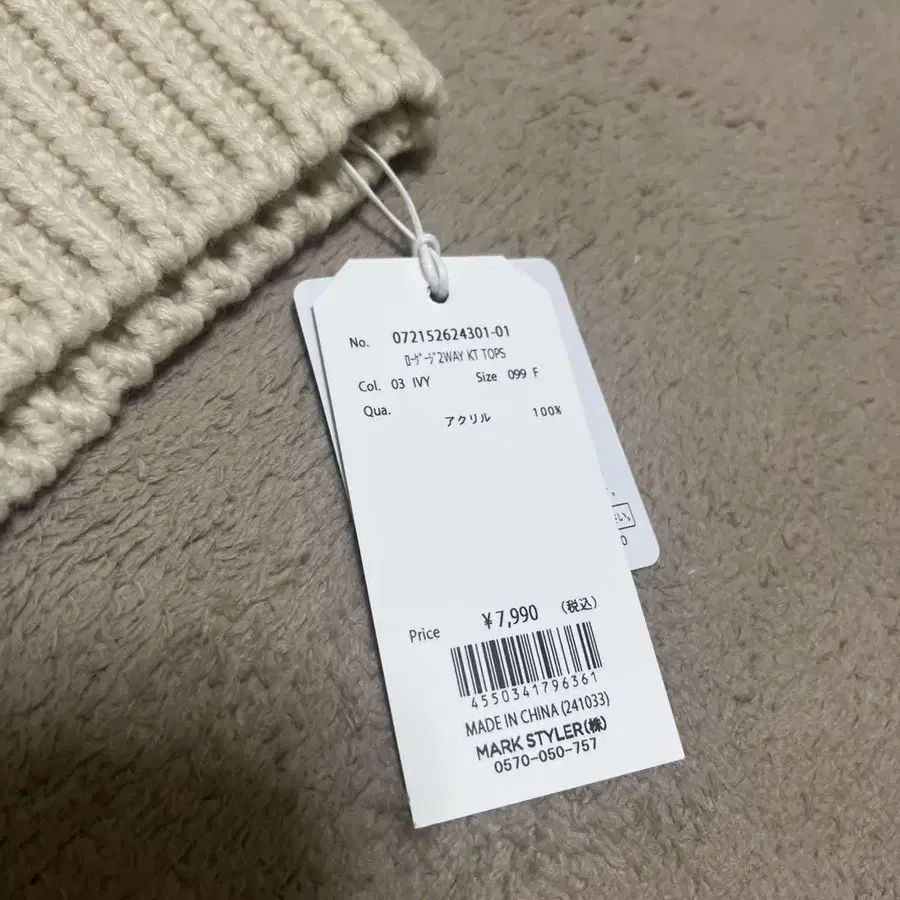 No. 072152624301-01
ﾛｰｹﾞｰｼﾞ2WAY KT TOPS
Col. 03 IVY Size 099 F
Qua.
アクリル 100%
Price ¥7,990 (税込)
4550341796361
MADE IN CHINA (241033)
MARK STYLER(株)
0570-050-757